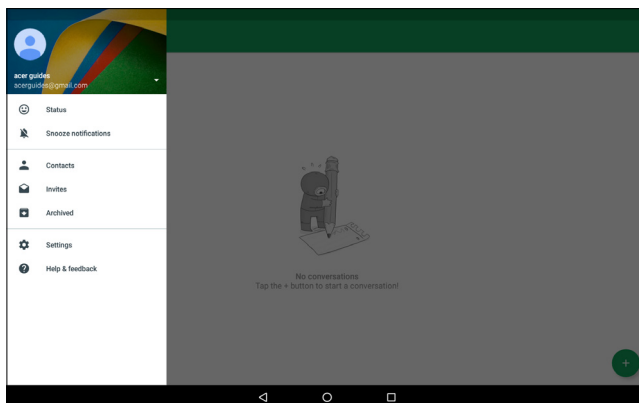 acer guides
acerguides@gmail.com
Status
Snooze notifications
Contacts
Invites
Archived
Settings
Help & feedback
No conversations
Tap the + button to start a conversation!
+